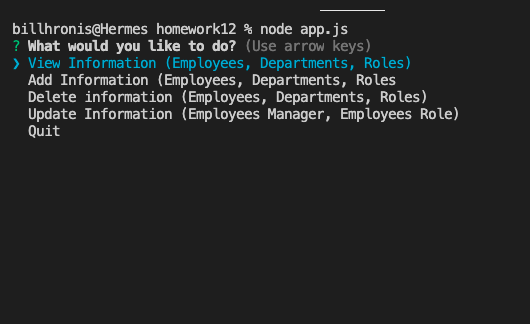 billhronis@Hermes homework12 % node app.js
? What would you like to do? (Use arrow keys)
❯ View Information (Employees, Departments, Roles)
Add Information (Employees, Departments, Roles
Delete information (Employees, Departments, Roles)
Update Information (Employees Manager, Employees Role)
Quit